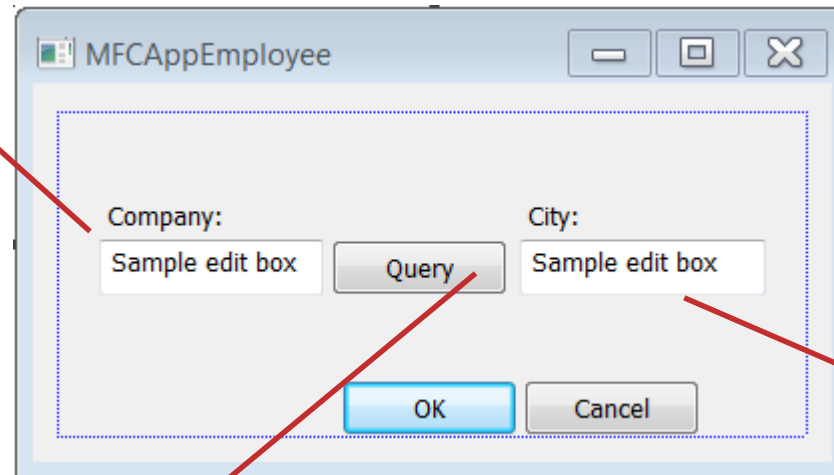 MFCAppEmployee
Company:
City:
Sample edit box
Query
Sample edit box
OK
Cancel